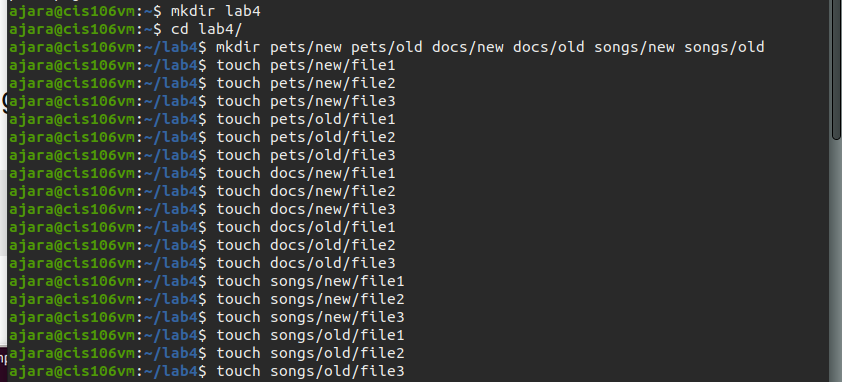 ajara@cis106vm:~$ mkdir lab4
ajara@cis106vm:~$ cd lab4/
ajara@cis106vm:~/lab4$ mkdir pets/new pets/old docs/new docs/old songs/new songs/old
ajara@cis106vm:~/lab4$ touch pets/new/file1
ajara@cis106vm:~/lab4$ touch pets/new/file2
ajara@cis106vm:~/lab4$ touch pets/new/file3
ajara@cis106vm:~/lab4$ touch pets/old/file1
ajara@cis106vm:~/lab4$ touch pets/old/file2
ajara@cis106vm:~/lab4$ touch pets/old/file3
ajara@cis106vm:~/lab4$ touch docs/new/file1
ajara@cis106vm:~/lab4$ touch docs/new/file2
ajara@cis106vm:~/lab4$ touch docs/new/file3
ajara@cis106vm:~/lab4$ touch docs/old/file1
ajara@cis106vm:~/lab4$ touch docs/old/file2
ajara@cis106vm:~/lab4$ touch docs/old/file3
ajara@cis106vm:~/lab4$ touch songs/new/file1
ajara@cis106vm:~/lab4$ touch songs/new/file2
ajara@cis106vm:~/lab4$ touch songs/new/file3
ajara@cis106vm:~/lab4$ touch songs/old/file1
ajara@cis106vm:~/lab4$ touch songs/old/file2
ajara@cis106vm:~/lab4$ touch songs/old/file3